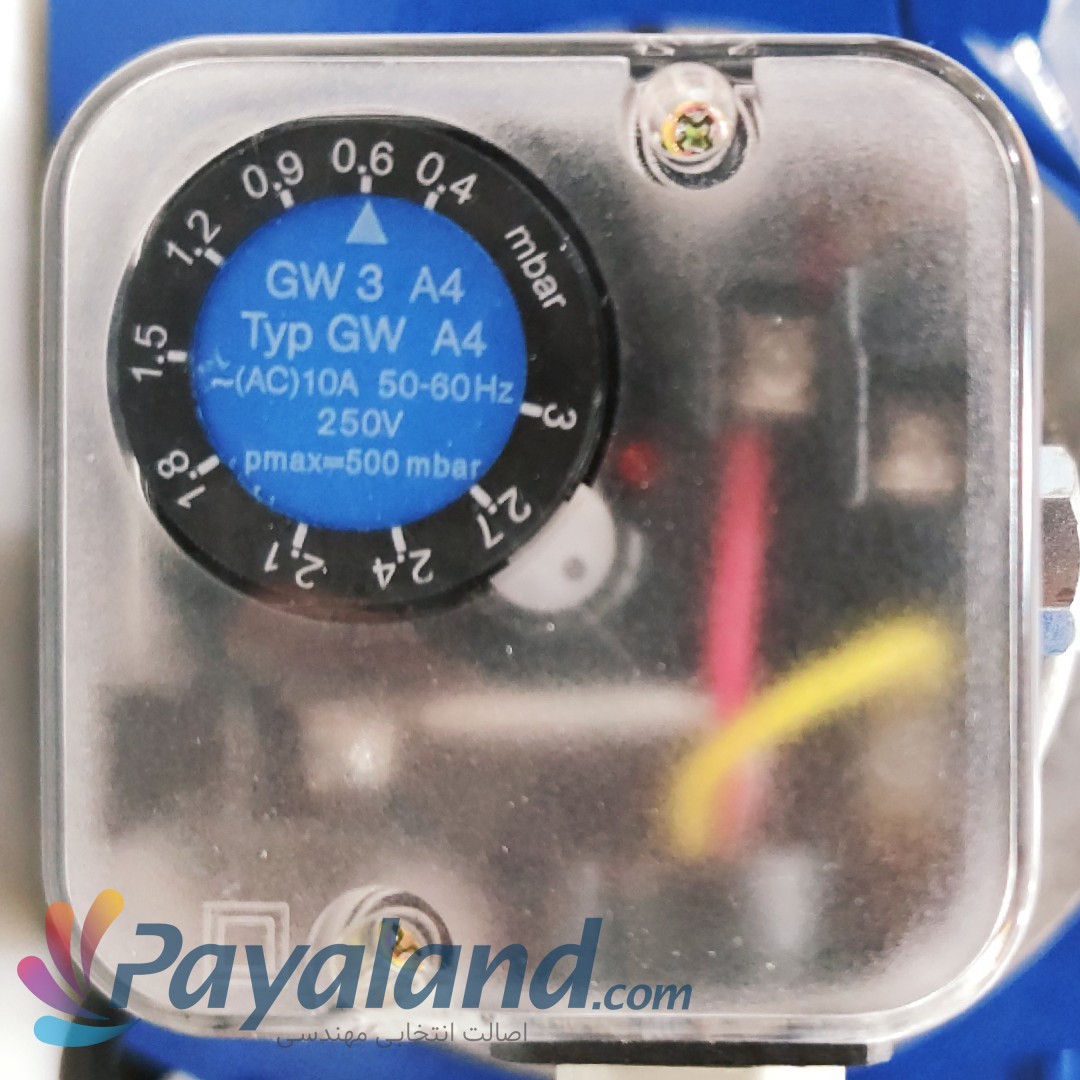 0.4
0.6
0.9
1.2
1.5
1.8
2.1
2.4
2.7
3
mbar
GW 3 A4
Typ GW A4
~(AC)10A 50-60Hz
250V
pmax=500 mbar
Payaland.com
اصالت انتخابی مهندسی